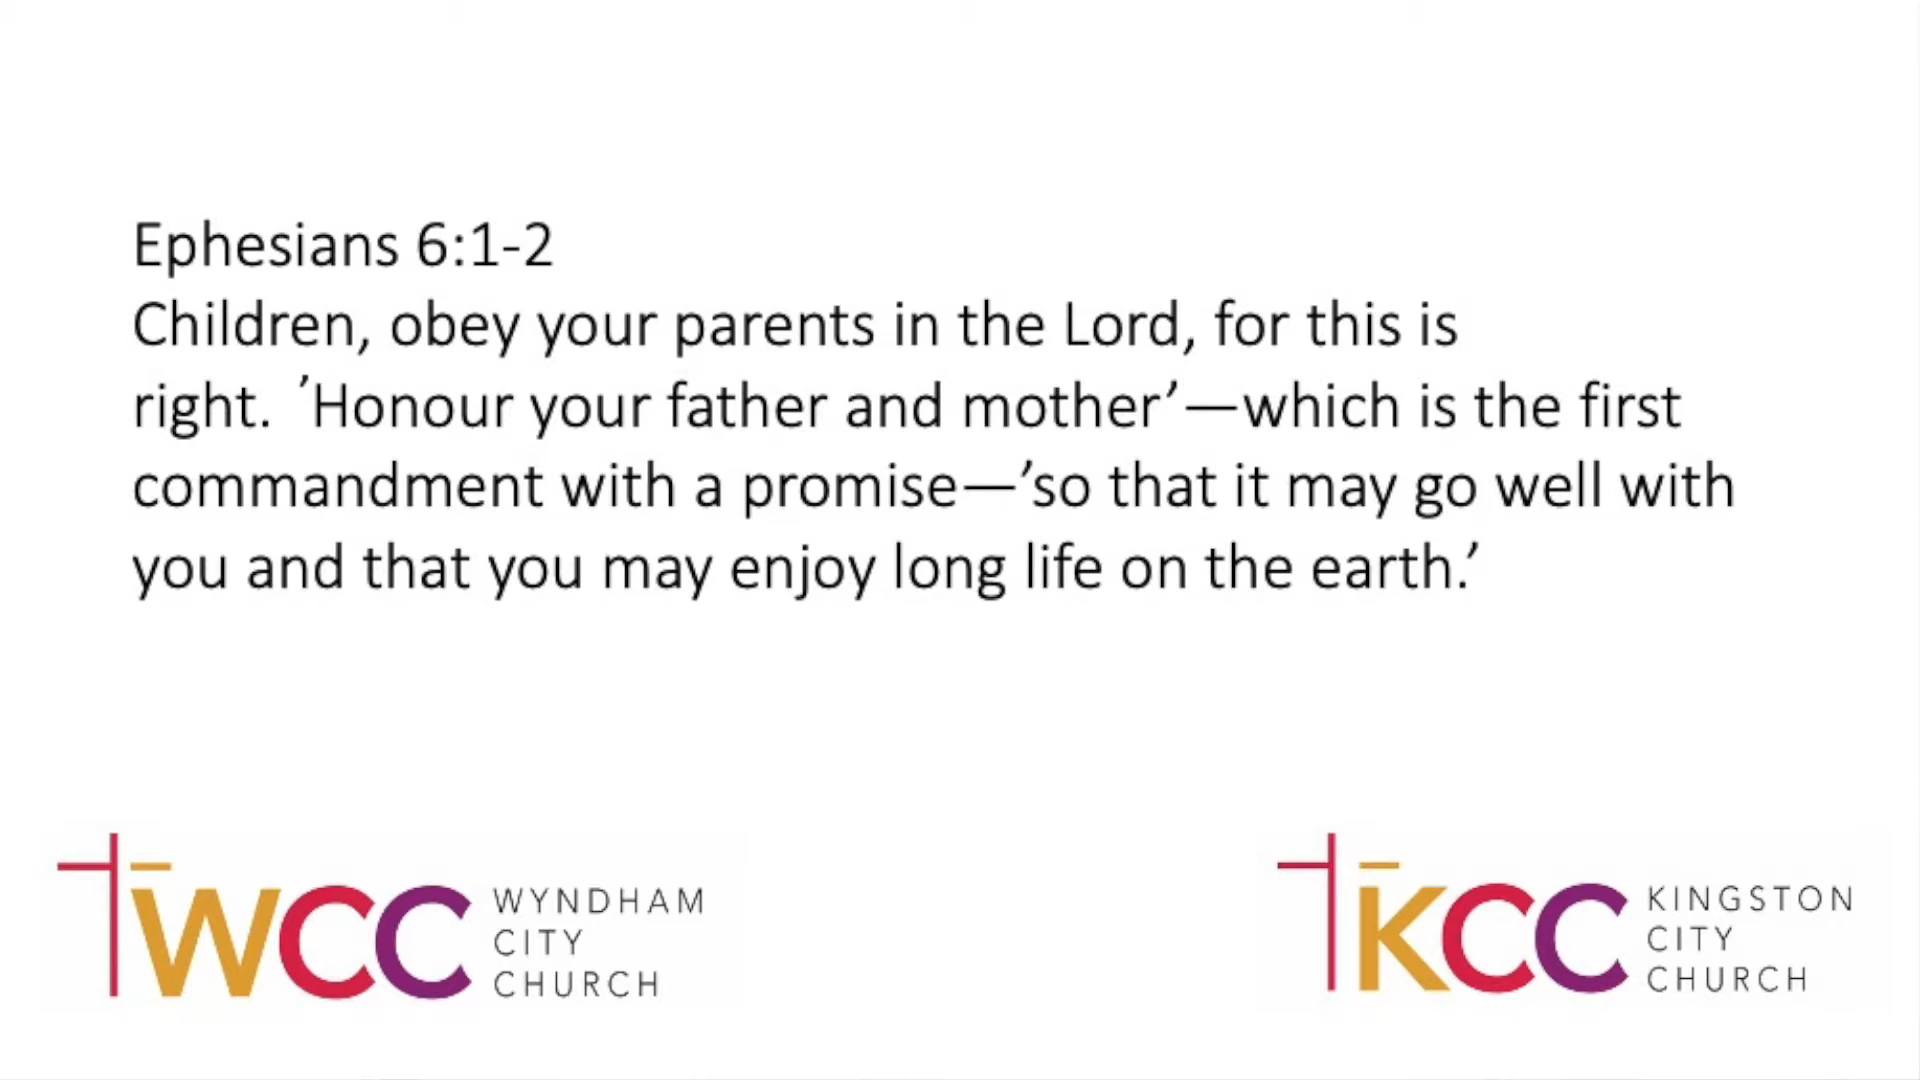 Ephesians 6:1-2
Children, obey your parents in the Lord, for this is
right. ’Honour your father and mother’—which is the first
commandment with a promise—’so that it may go well with
you and that you may enjoy long life on the earth.’
WCC
WYNDHAM
CITY
CHURCH
KCC
KINGSTON
CITY
CHURCH